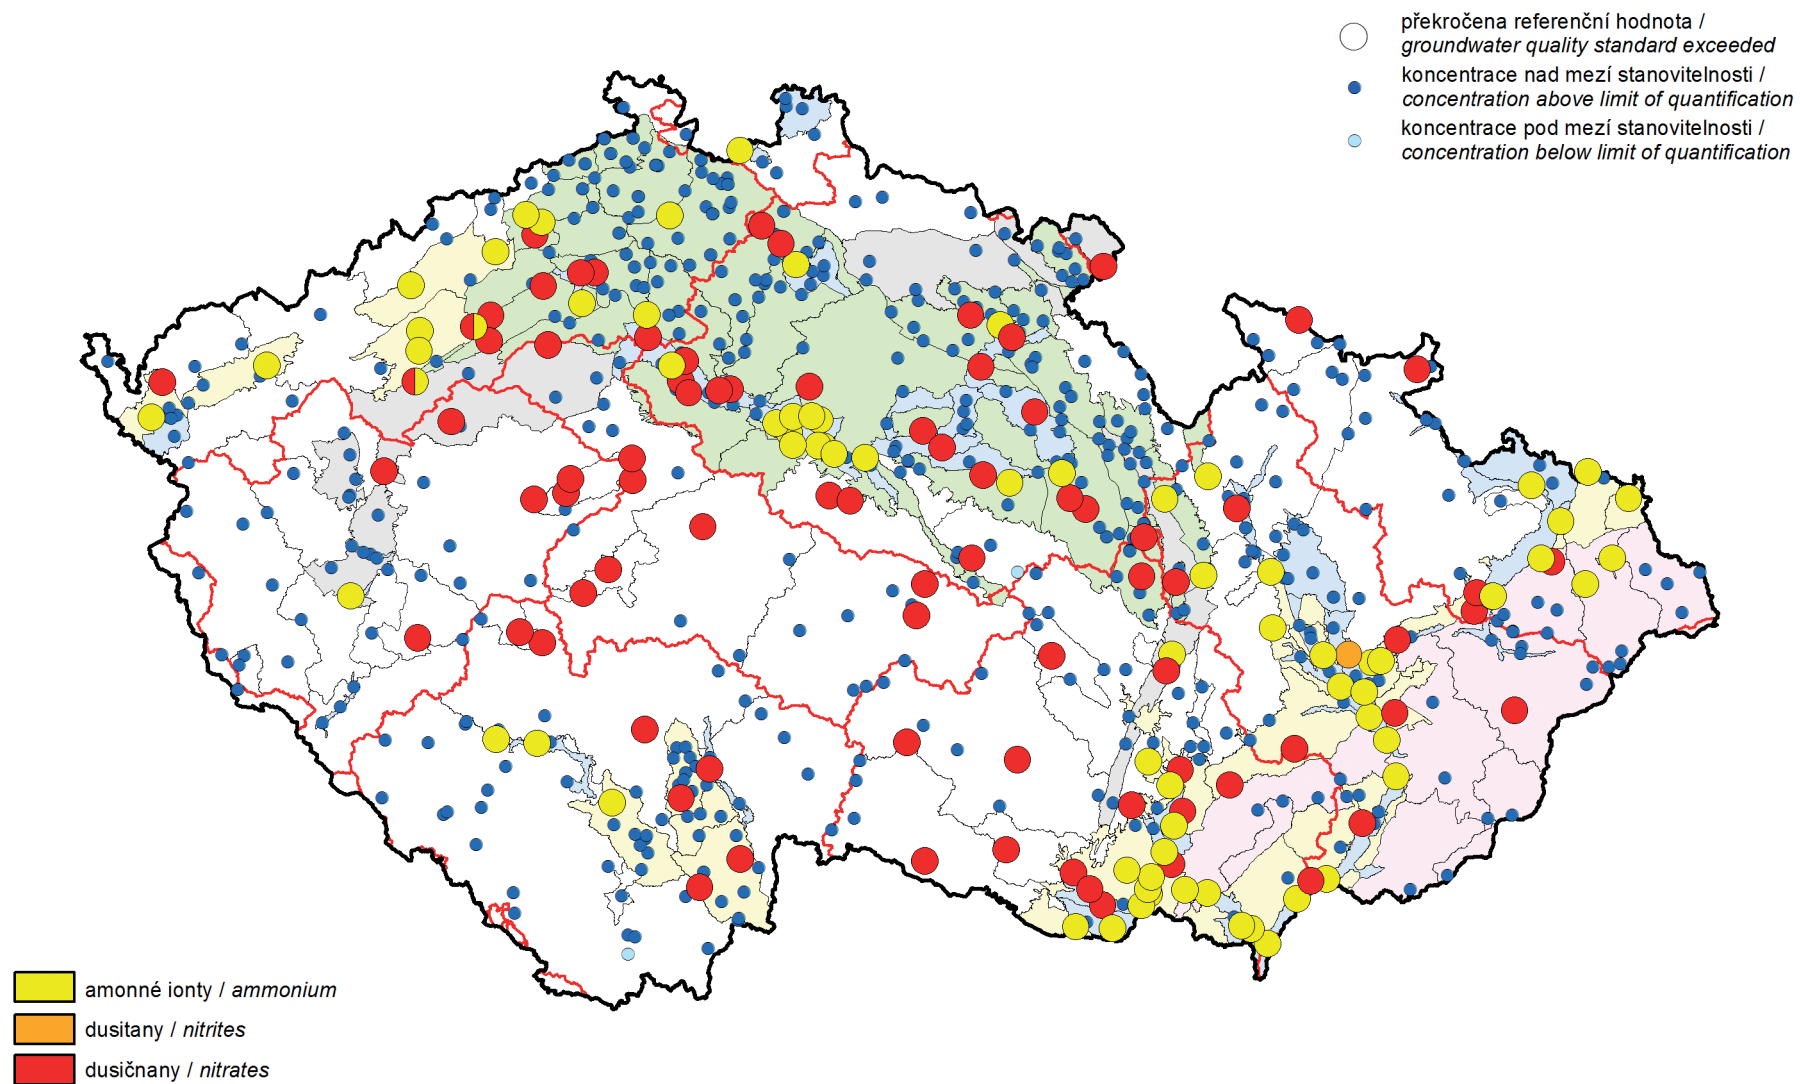 překročena referenční hodnota /
groundwater quality standard exceeded
koncentrace nad mezí stanovitelnosti /
concentration above limit of quantification
koncentrace pod mezí stanovitelnosti /
concentration below limit of quantification
amonné ionty / ammonium
dusitany / nitrites
dusičnany / nitrates